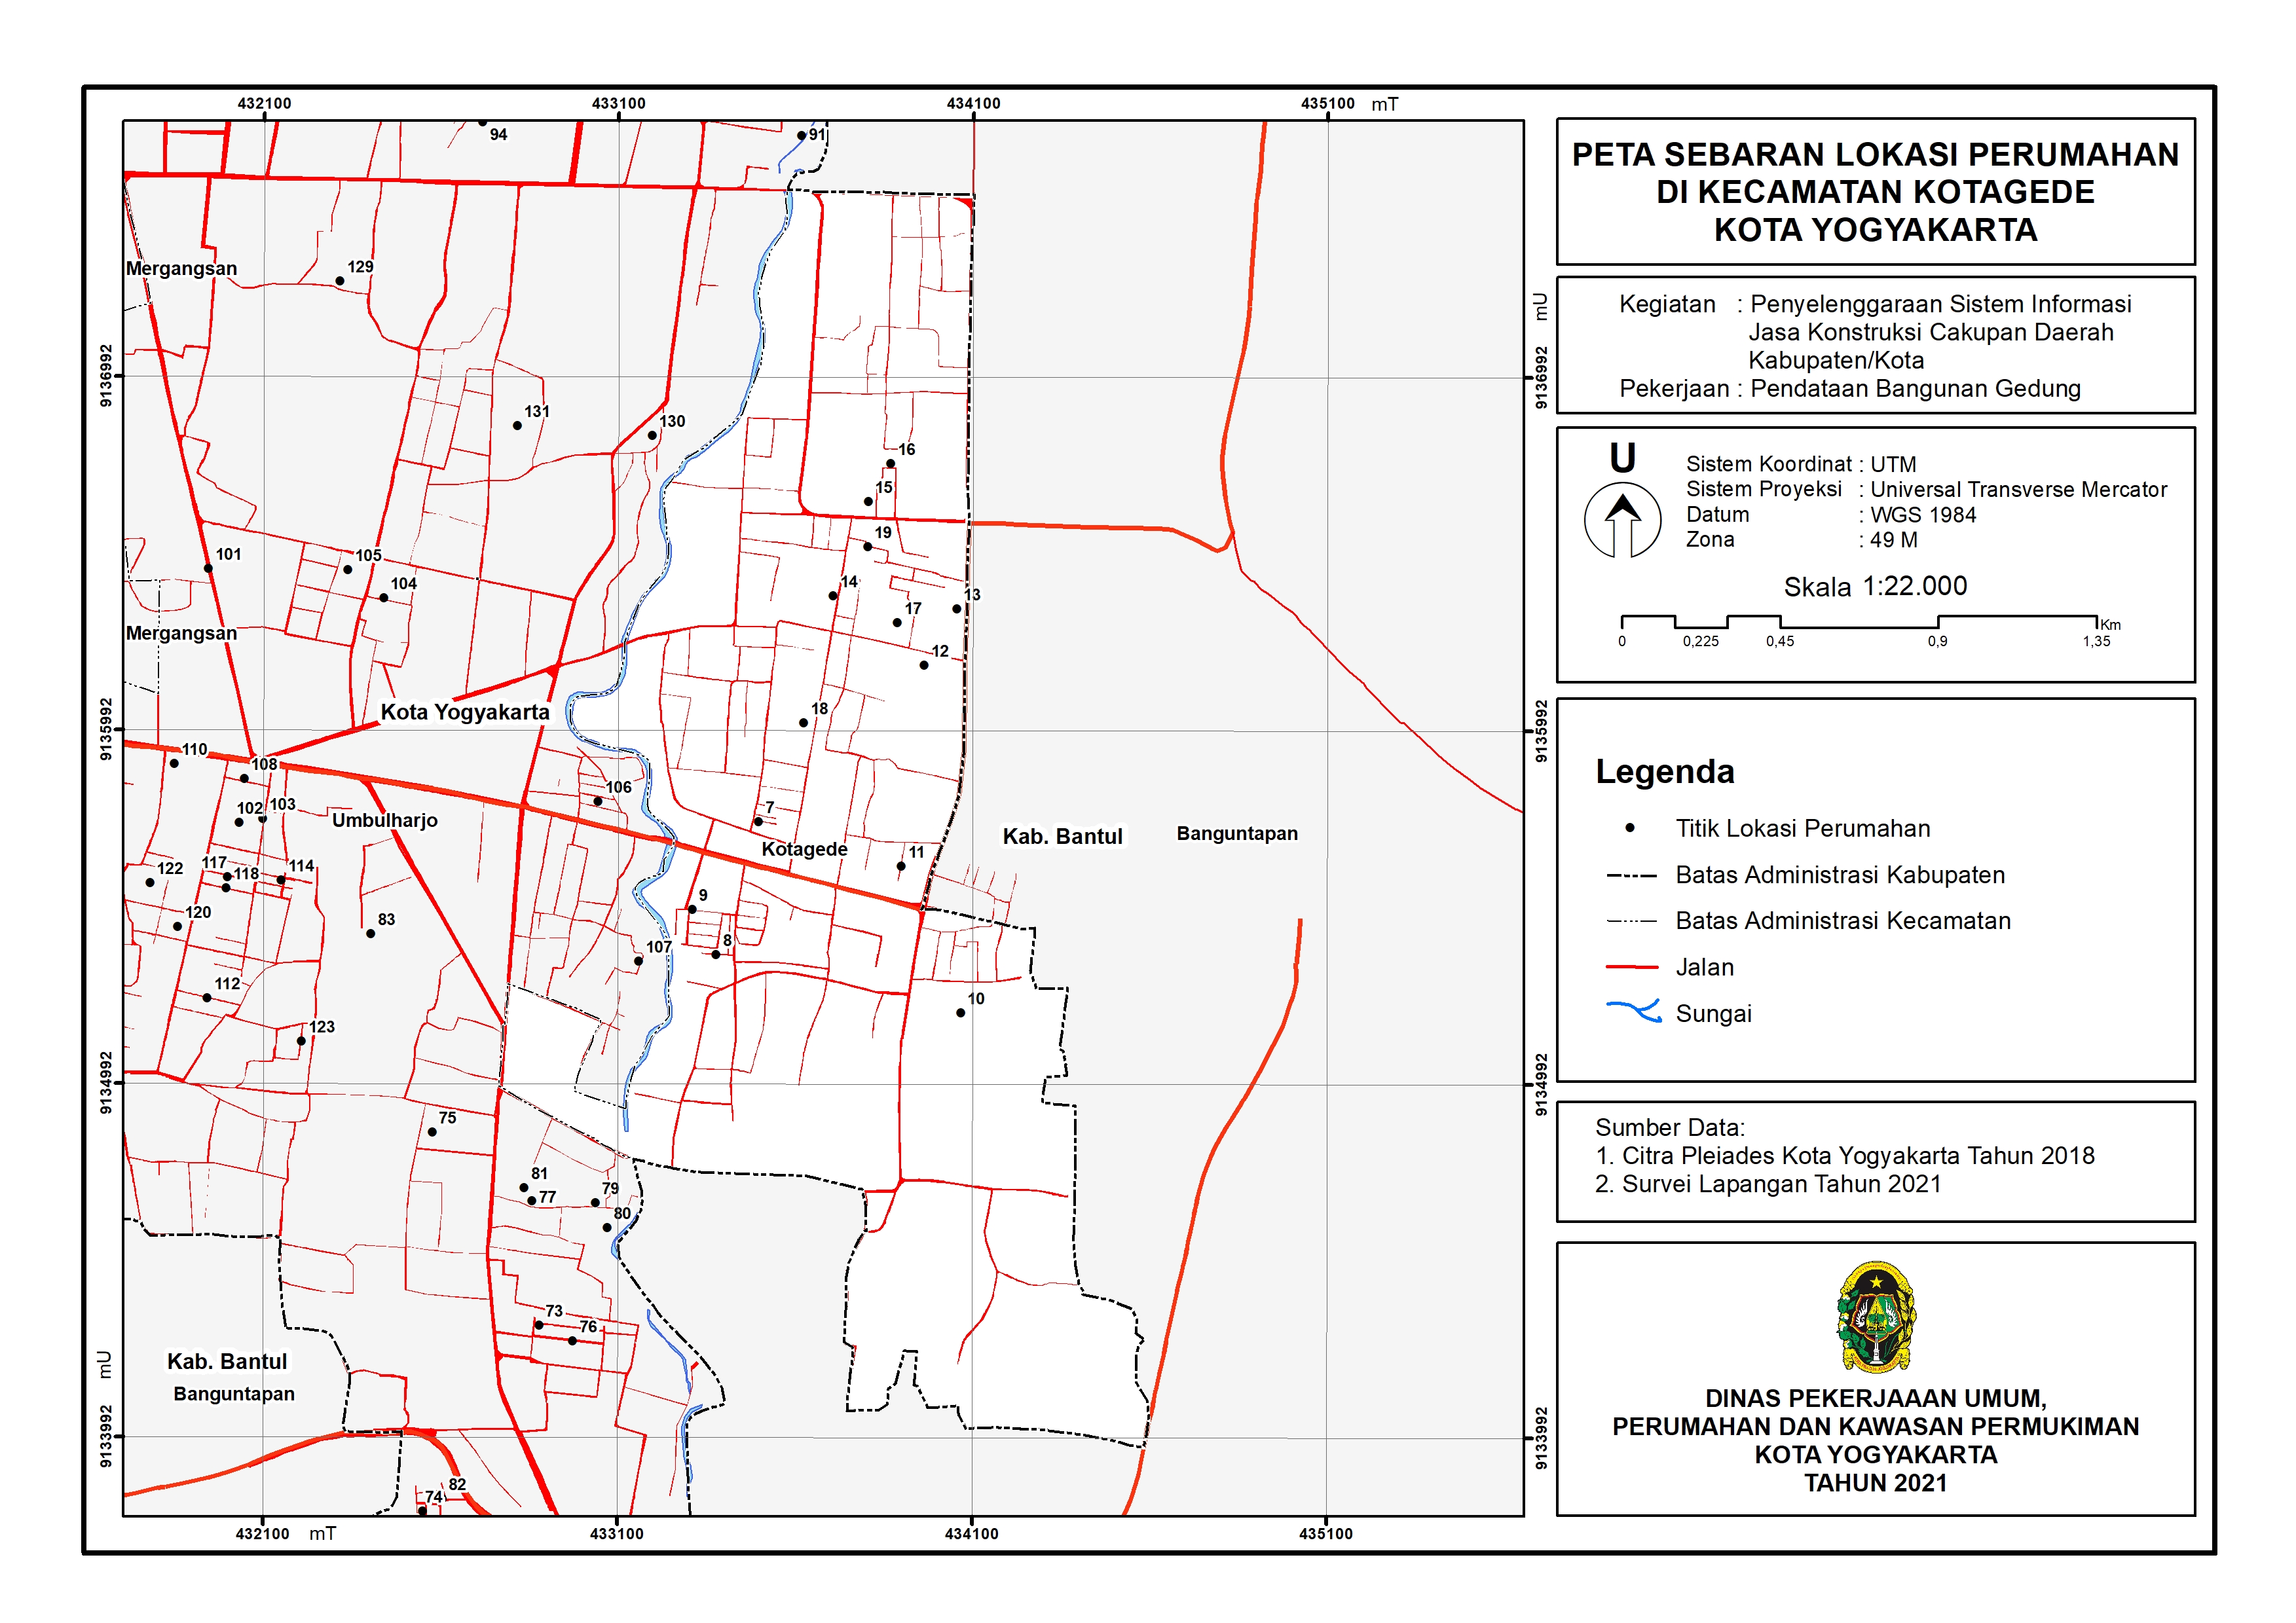 432100
433100
434100
435100 mT
94
91
Mergangsan
129
9136992
131
130
16
15
19
101
105
104
14
13
17
Mergangsan
12
Kota Yogyakarta
18
9135992
110
108
106
102
103
7
Umbulharjo
Kotagede
Kab. Bantul
Banguntapan
117
118
114
122
11
9
120
83
8
107
112
10
123
9134992
75
81
77
79
80
73
76
mU
Kab. Bantul
Banguntapan
9133992
82
74
432100 mT
433100
434100
435100
mU
9136992
9135992
9134992
9133992
PETA SEBARAN LOKASI PERUMAHAN
DI KECAMATAN KOTAGEDE
KOTA YOGYAKARTA
Kegiatan : Penyelenggaraan Sistem Informasi
Jasa Konstruksi Cakupan Daerah
Kabupaten/Kota
Pekerjaan : Pendataan Bangunan Gedung
U
Sistem Koordinat : UTM
Sistem Proyeksi : Universal Transverse Mercator
Datum : WGS 1984
Zona : 49 M
Skala 1:22.000
Km
0 0,225 0,45 0,9 1,35
Legenda
Titik Lokasi Perumahan
Batas Administrasi Kabupaten
Batas Administrasi Kecamatan
Jalan
Sungai
Sumber Data:
1. Citra Pleiades Kota Yogyakarta Tahun 2018
2. Survei Lapangan Tahun 2021
DINAS PEKERJAAAN UMUM,
PERUMAHAN DAN KAWASAN PERMUKIMAN
KOTA YOGYAKARTA
TAHUN 2021